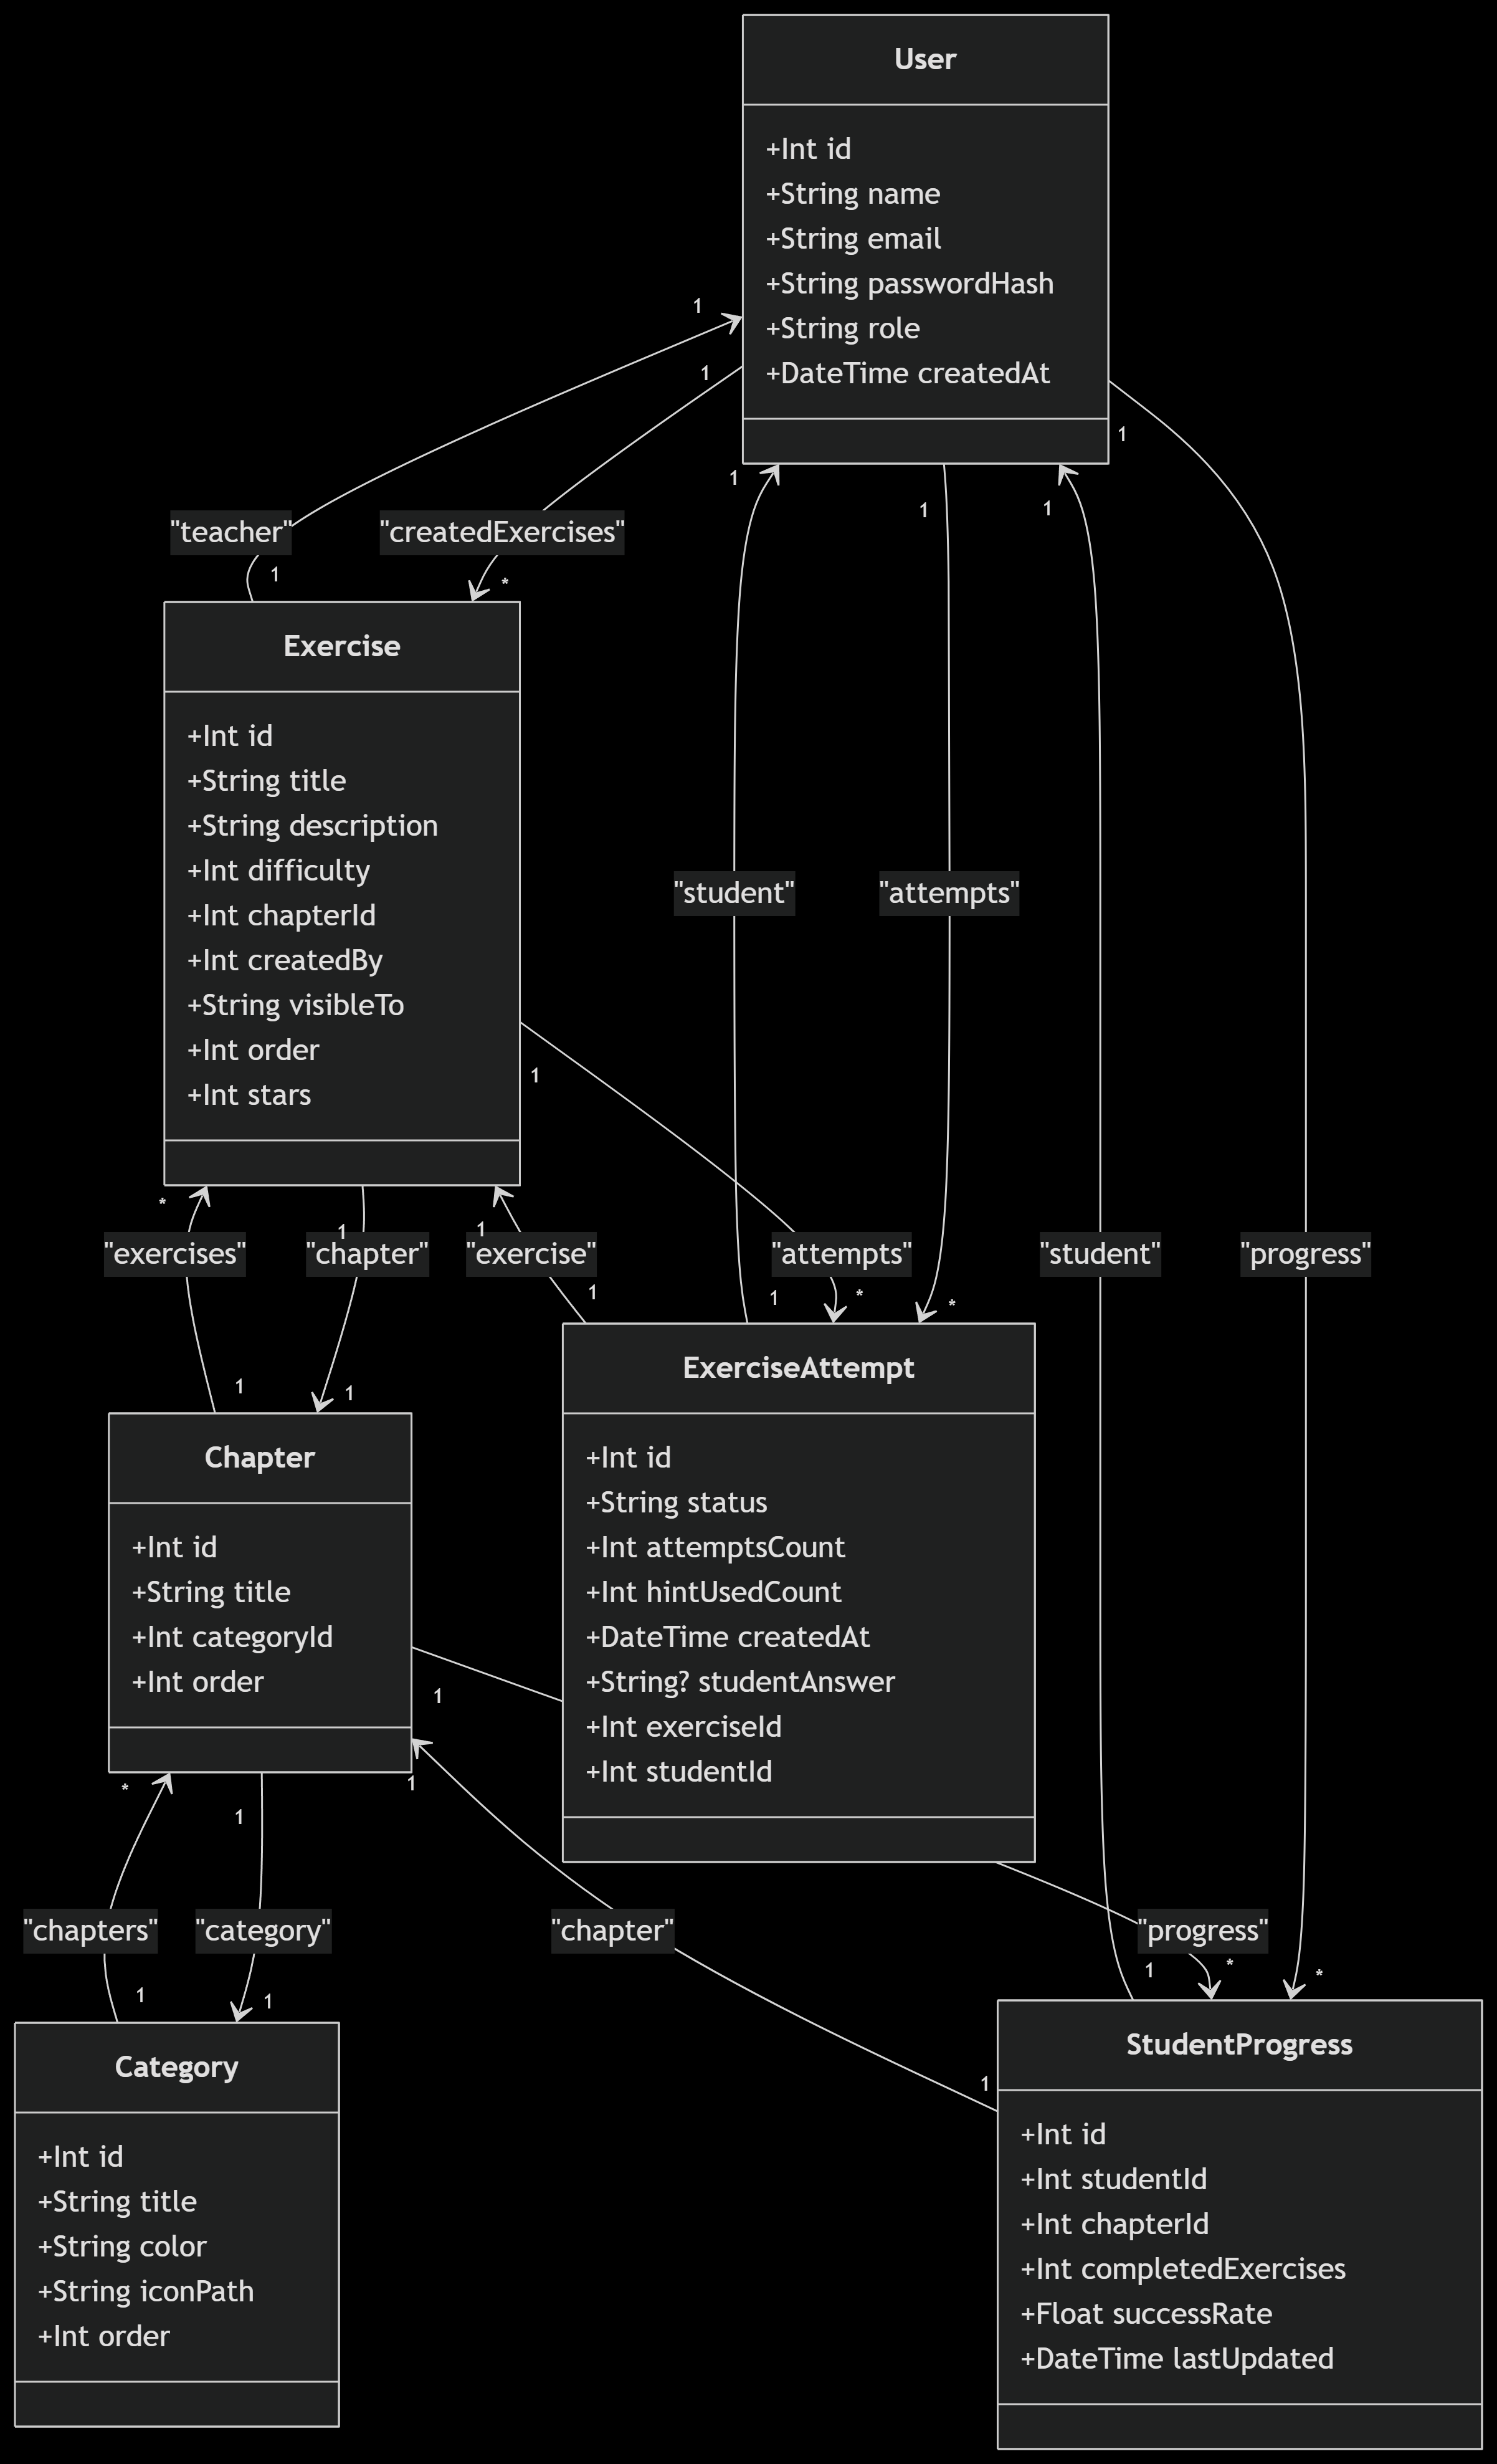 User
+Int id
+String name
+String email
+String passwordHash
+String role
+DateTime createdAt
1
1
1
1
1
1
"teacher"
"createdExercises"
1
*
Exercise
+Int id
+String title
+String description
+Int difficulty
+Int chapterId
+Int createdBy
+String visibleTo
+Int order
+Int stars
"student"
"attempts"
1
*
1
1
"exercises"
"chapter"
"exercise"
"attempts"
"student"
"progress"
1
1
1
1
*
*
ExerciseAttempt
+Int id
+String status
+Int attemptsCount
+Int hintUsedCount
+DateTime createdAt
+String? studentAnswer
+Int exerciseId
+Int studentId
Chapter
+Int id
+String title
+Int categoryId
+Int order
1
*
1
1
"chapters"
"category"
"chapter"
"progress"
1
1
1
*
*
1
Category
+Int id
+String title
+String color
+String iconPath
+Int order
StudentProgress
+Int id
+Int studentId
+Int chapterId
+Int completedExercises
+Float successRate
+DateTime lastUpdated